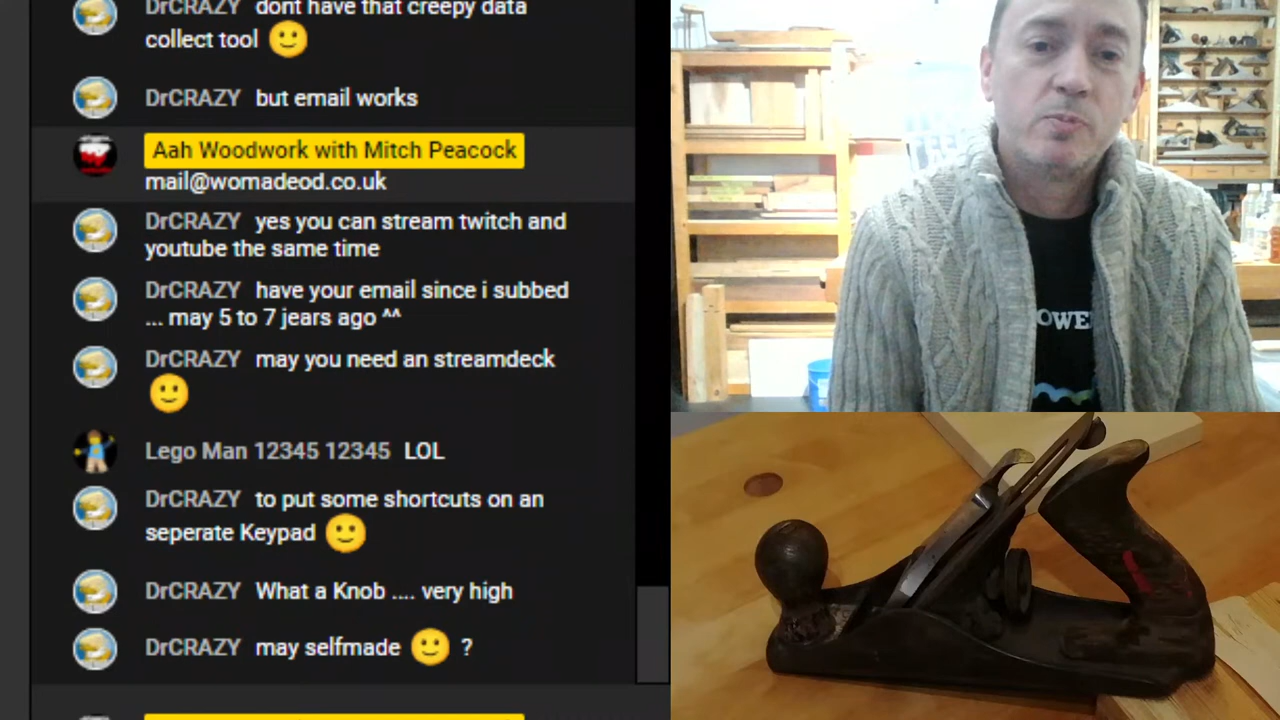 DrCRAZY dont have that creepy data
collect tool 🙂
DrCRAZY but email works
Aah Woodwork with Mitch Peacock
mail@womadeod.co.uk
DrCRAZY yes you can stream twitch and
youtube the same time
DrCRAZY have your email since i subbed
... may 5 to 7 jears ago ^^
DrCRAZY may you need an streamdeck
🙂
Lego Man 12345 12345 LOL
DrCRAZY to put some shortcuts on an
seperate Keypad 🙂
DrCRAZY What a Knob .... very high
DrCRAZY may selfmade 🙂 ?